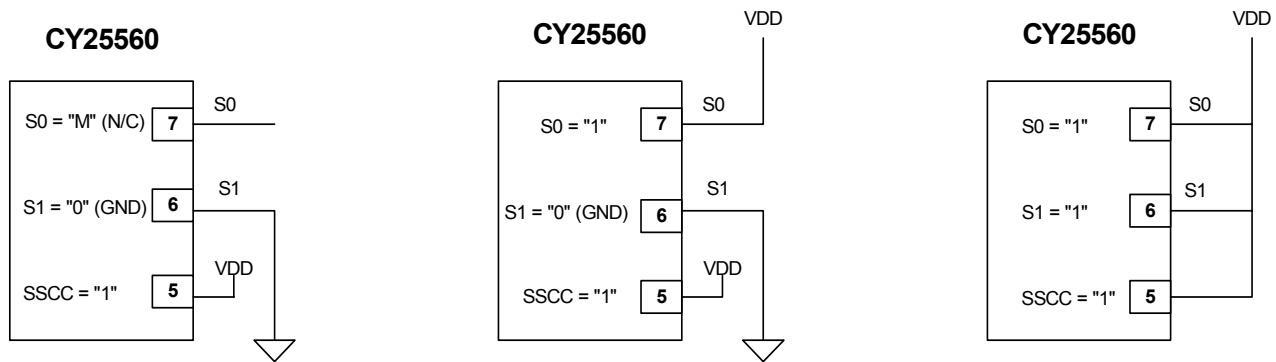 CY25560
S0 = "M" (N/C)
7
S0
S1 = "0" (GND)
6
S1
SSCC = "1"
5
VDD
CY25560
VDD
S0 = "1"
7
S0
S1 = "0" (GND)
6
S1
SSCC = "1"
5
VDD
CY25560
VDD
S0 = "1"
7
S0
S1 = "1"
6
S1
SSCC = "1"
5